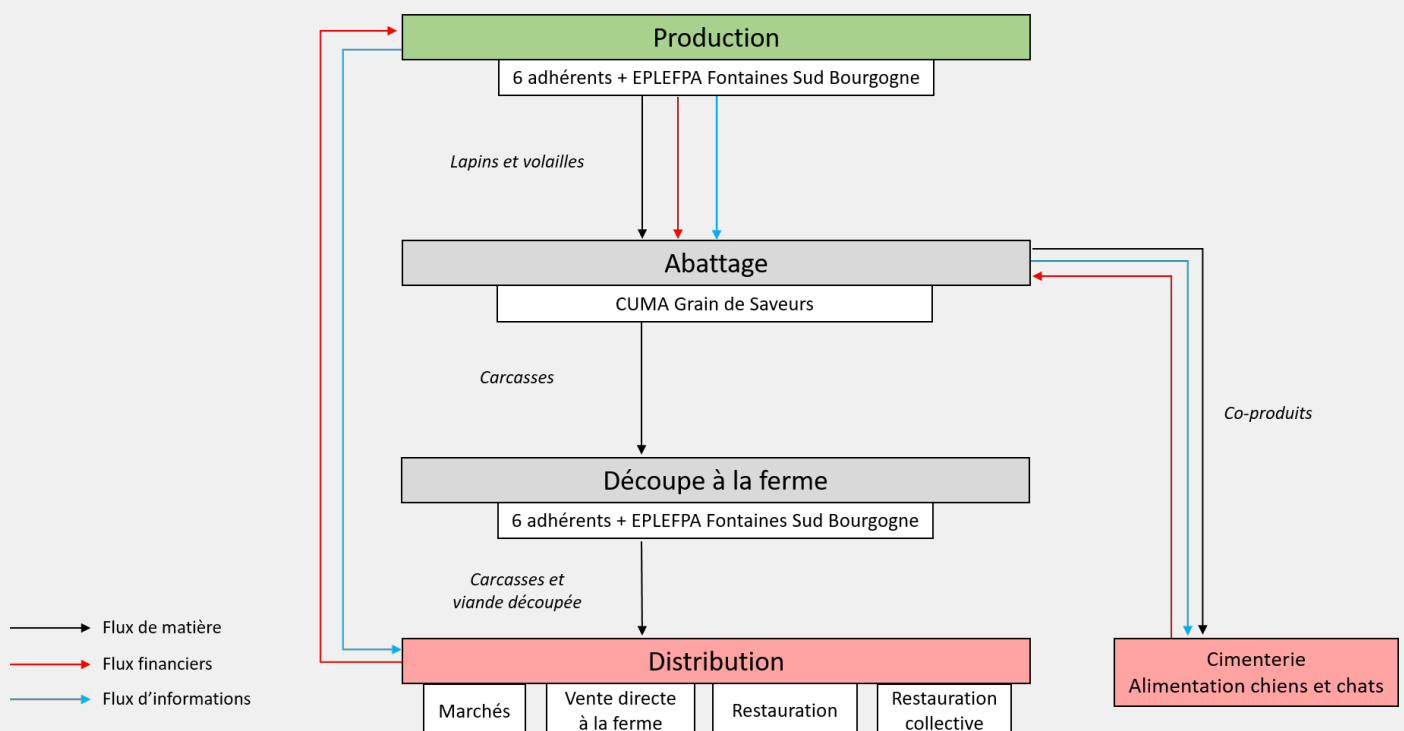 Production
6 adhérents + EPLEFPA Fontaines Sud Bourgogne
Lapins et volailles
Abattage
CUMA Grain de Saveurs
Carcasses
Co-produits
Découpe à la ferme
6 adhérents + EPLEFPA Fontaines Sud Bourgogne
Carcasses et
viande découpée
Flux de matière
Flux financiers
Flux d'informations
Distribution
Marchés
Vente directe
à la ferme
Restauration
Restauration
collective
Cimenterie
Alimentation chiens et chats